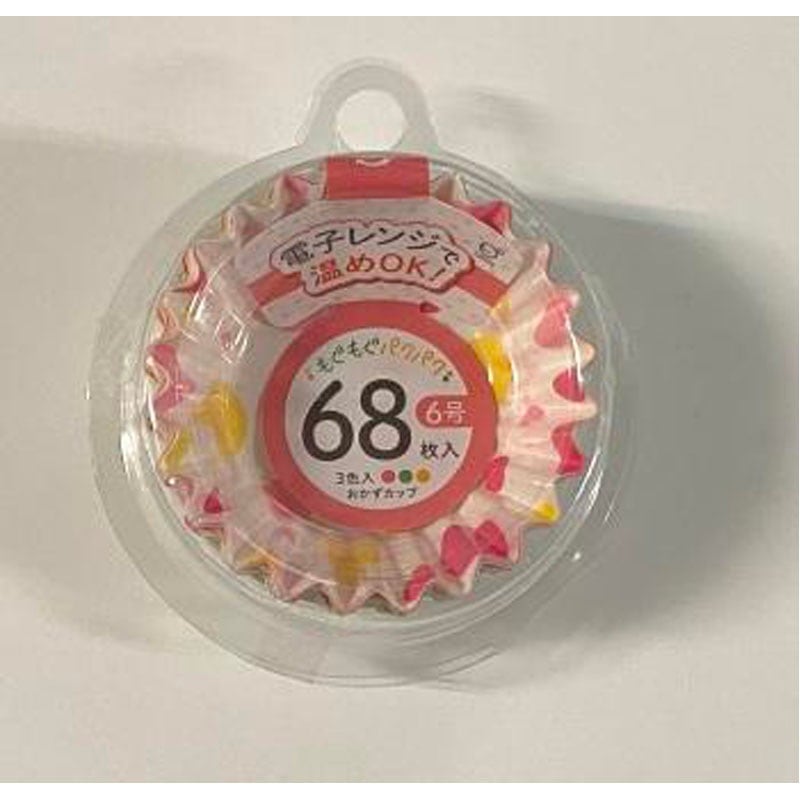 電子レンジで
温めOK!
もぐもぐパクパク
68
6号
枚入
3色入
おかずカップ